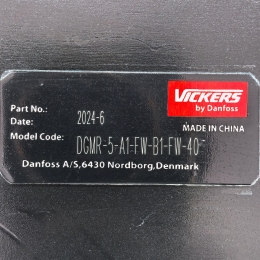 VICKERS
by Danfoss
Part No.:
Date: 2024-6
MADE IN CHINA
Model Code: DGMR-5-A1-FW-B1-FW-40
Danfoss A/S,6430 Nordborg,Denmark